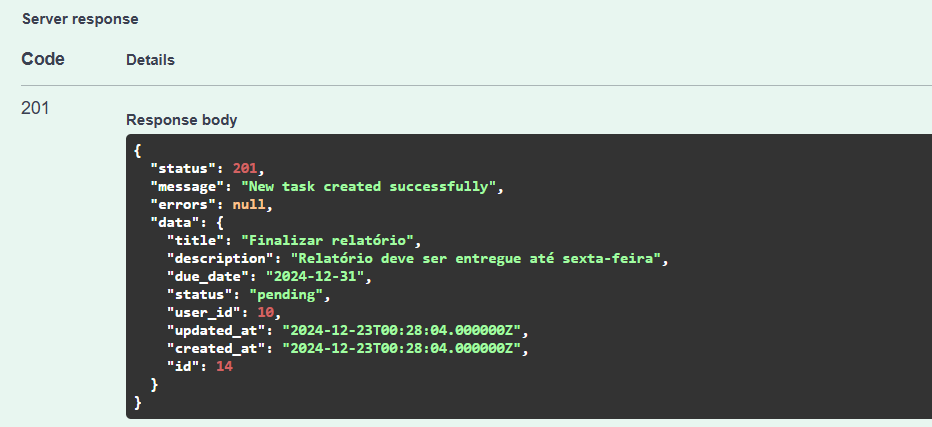 Server response
Code Details
201
Response body
{
  "status": 201,
  "message": "New task created successfully",
  "errors": null,
  "data": {
    "title": "Finalizar relatório",
    "description": "Relatório deve ser entregue até sexta-feira",
    "due_date": "2024-12-31",
    "status": "pending",
    "user_id": 10,
    "updated_at": "2024-12-23T00:28:04.000000Z",
    "created_at": "2024-12-23T00:28:04.000000Z",
    "id": 14
  }
}